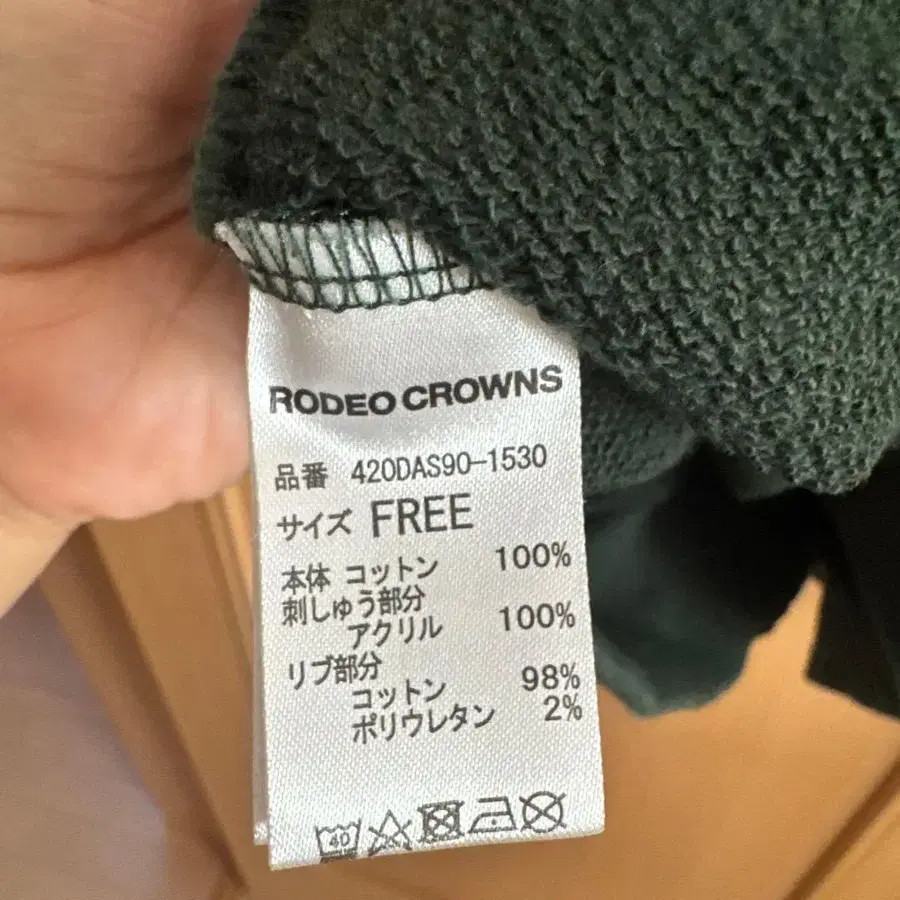 RODEO CROWNS
品番 420DAS90-1530
サイズ FREE
本体 コットン 100%
刺しゅう部分
アクリル 100%
リブ部分
コットン 98%
ポリウレタン 2%
40